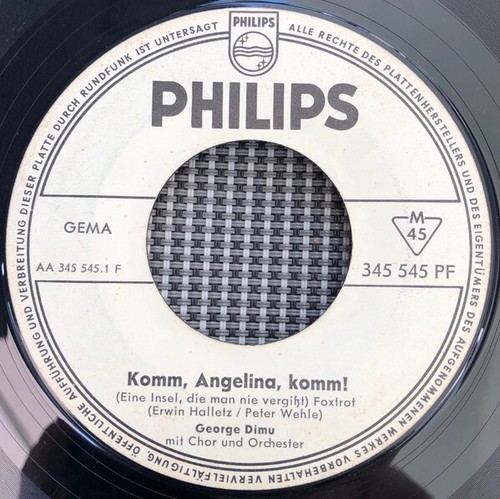 PHILIPS
PHILIPS
GEMA
M
45
AA 345 545.1 F
345 545 PF
Komm, Angelina, komm!
(Eine Insel, die man nie vergißt) Foxtrot
(Erwin Halletz / Peter Wehle)
George Dimu
mit Chor und Orchester
ALLE RECHTE DES PLATTENHERSTELLERS UND DES EIGENTÜMERS DES AUFGENOMMENEN WERKES VORBEHALTEN VERVIELFÄLTIGUNG, ÖFFENTLICHE AUFFÜHRUNG UND VERBREITUNG DIESER PLATTE DURCH RUNDFUNK IST UNTERSAGT